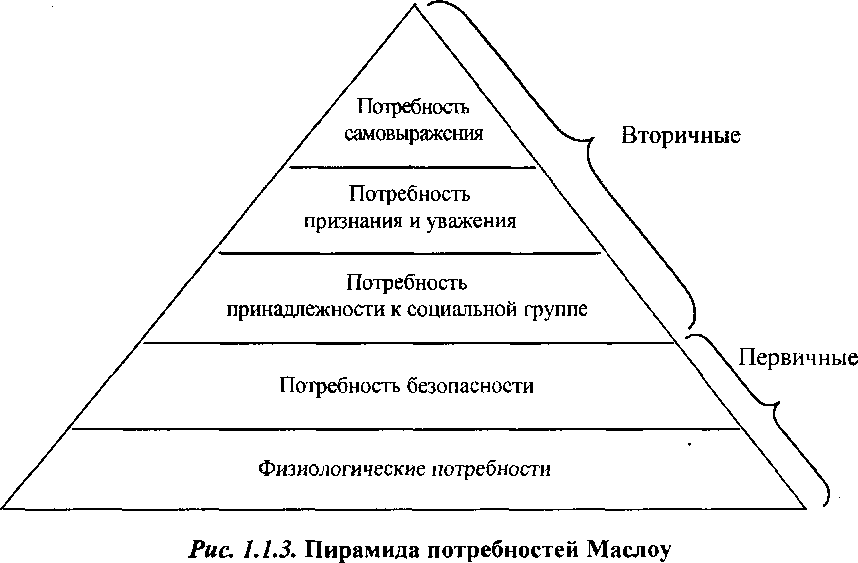 Потребность
самовыражения
Вторичные
Потребность
признания и уважения
Потребность
принадлежности к социальной группе
Первичные
Потребность безопасности
Физиологические потребности
Рис. 1.1.3. Пирамида потребностей Маслоу